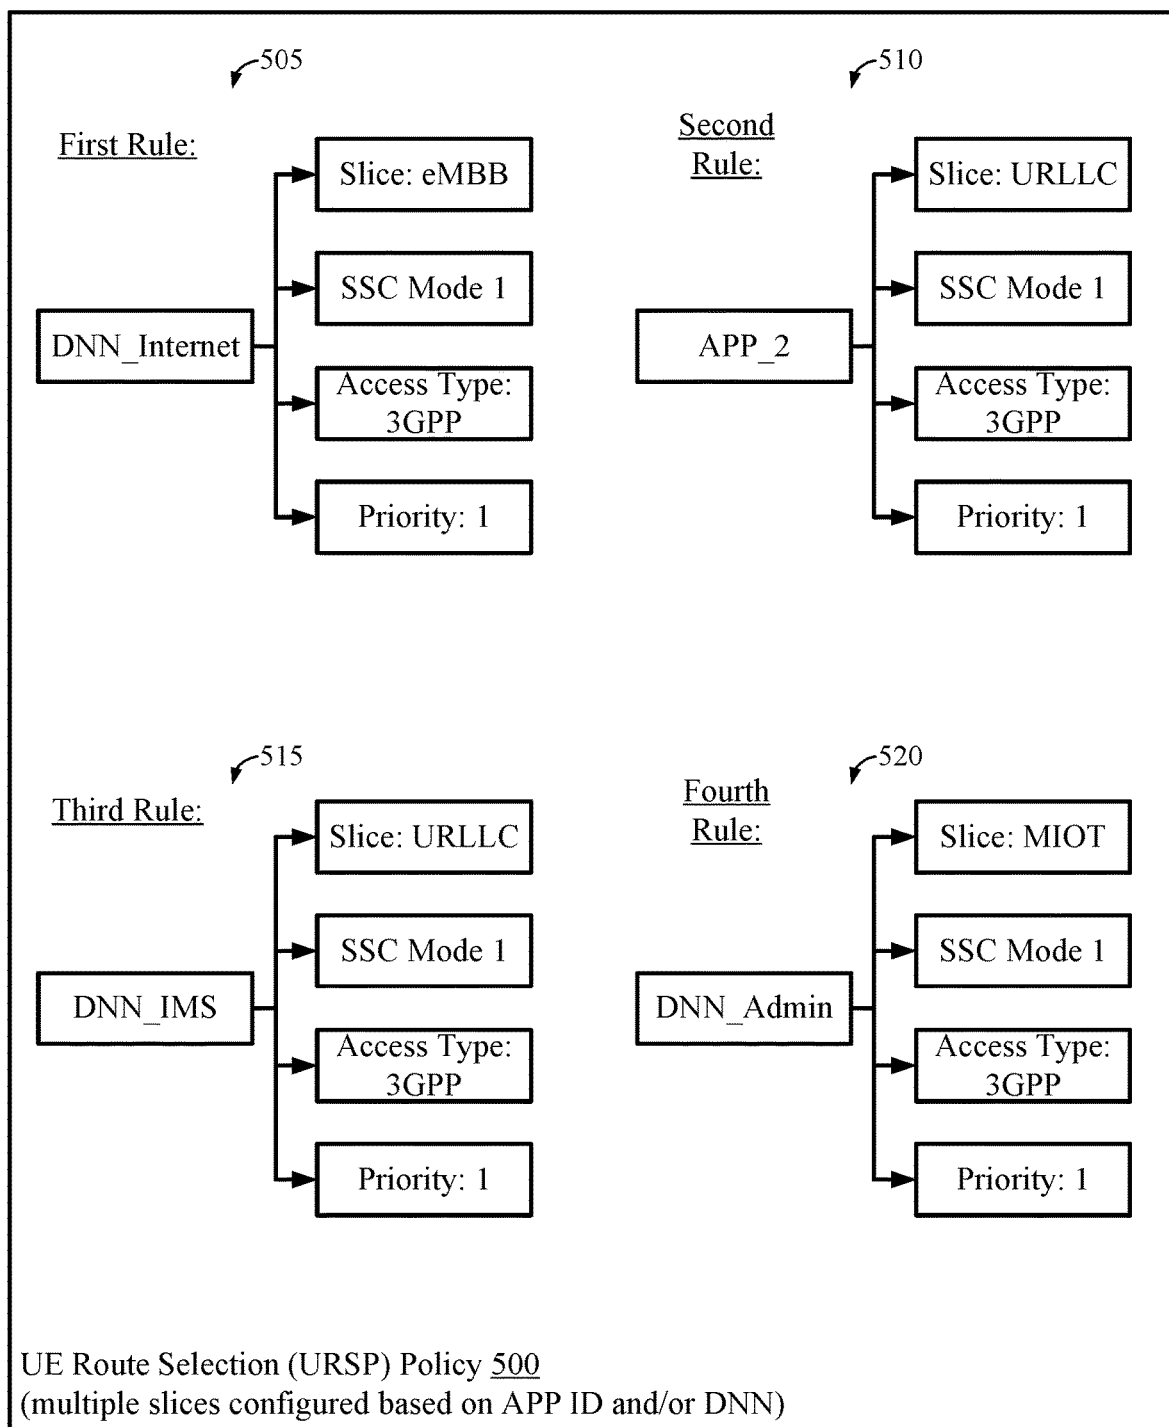 505
First Rule:
Slice: eMBB
SSC Mode 1
DNN_Internet
Access Type:
3GPP
Priority: 1
510
Second
Rule:
Slice: URLLC
SSC Mode 1
APP_2
Access Type:
3GPP
Priority: 1
515
Third Rule:
Slice: URLLC
SSC Mode 1
DNN_IMS
Access Type:
3GPP
Priority: 1
520
Fourth
Rule:
Slice: MIOT
SSC Mode 1
DNN_Admin
Access Type:
3GPP
Priority: 1
UE Route Selection (URSP) Policy 500
(multiple slices configured based on APP ID and/or DNN)